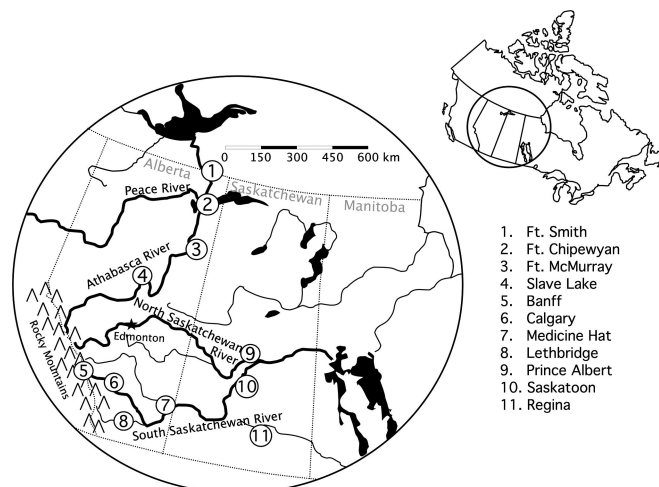 0 150 300 450 600 km
Alberta
Saskatchewan
Manitoba
Peace River
Athabasca River
North Saskatchewan
River
Edmonton
Rocky Mountains
South Saskatchewan River
1
2
3
4
5
6
7
8
9
10
11
1. Ft. Smith
2. Ft. Chipewyan
3. Ft. McMurray
4. Slave Lake
5. Banff
6. Calgary
7. Medicine Hat
8. Lethbridge
9. Prince Albert
10. Saskatoon
11. Regina